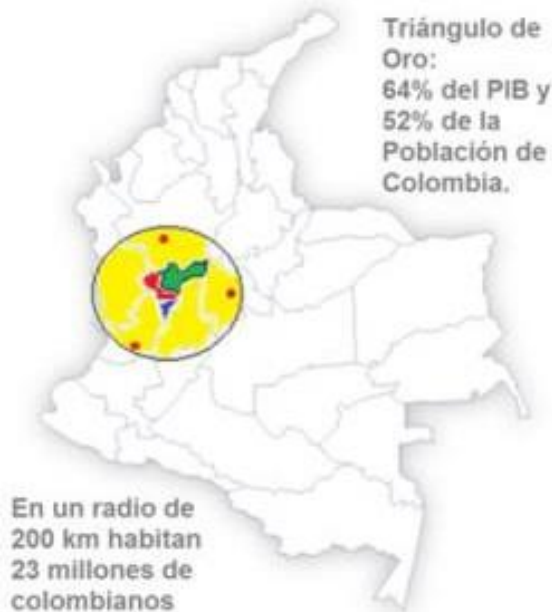 Triángulo de
Oro:
64% del PIB y
52% de la
Población de
Colombia.
En un radio de
200 km habitan
23 millones de
colombianos